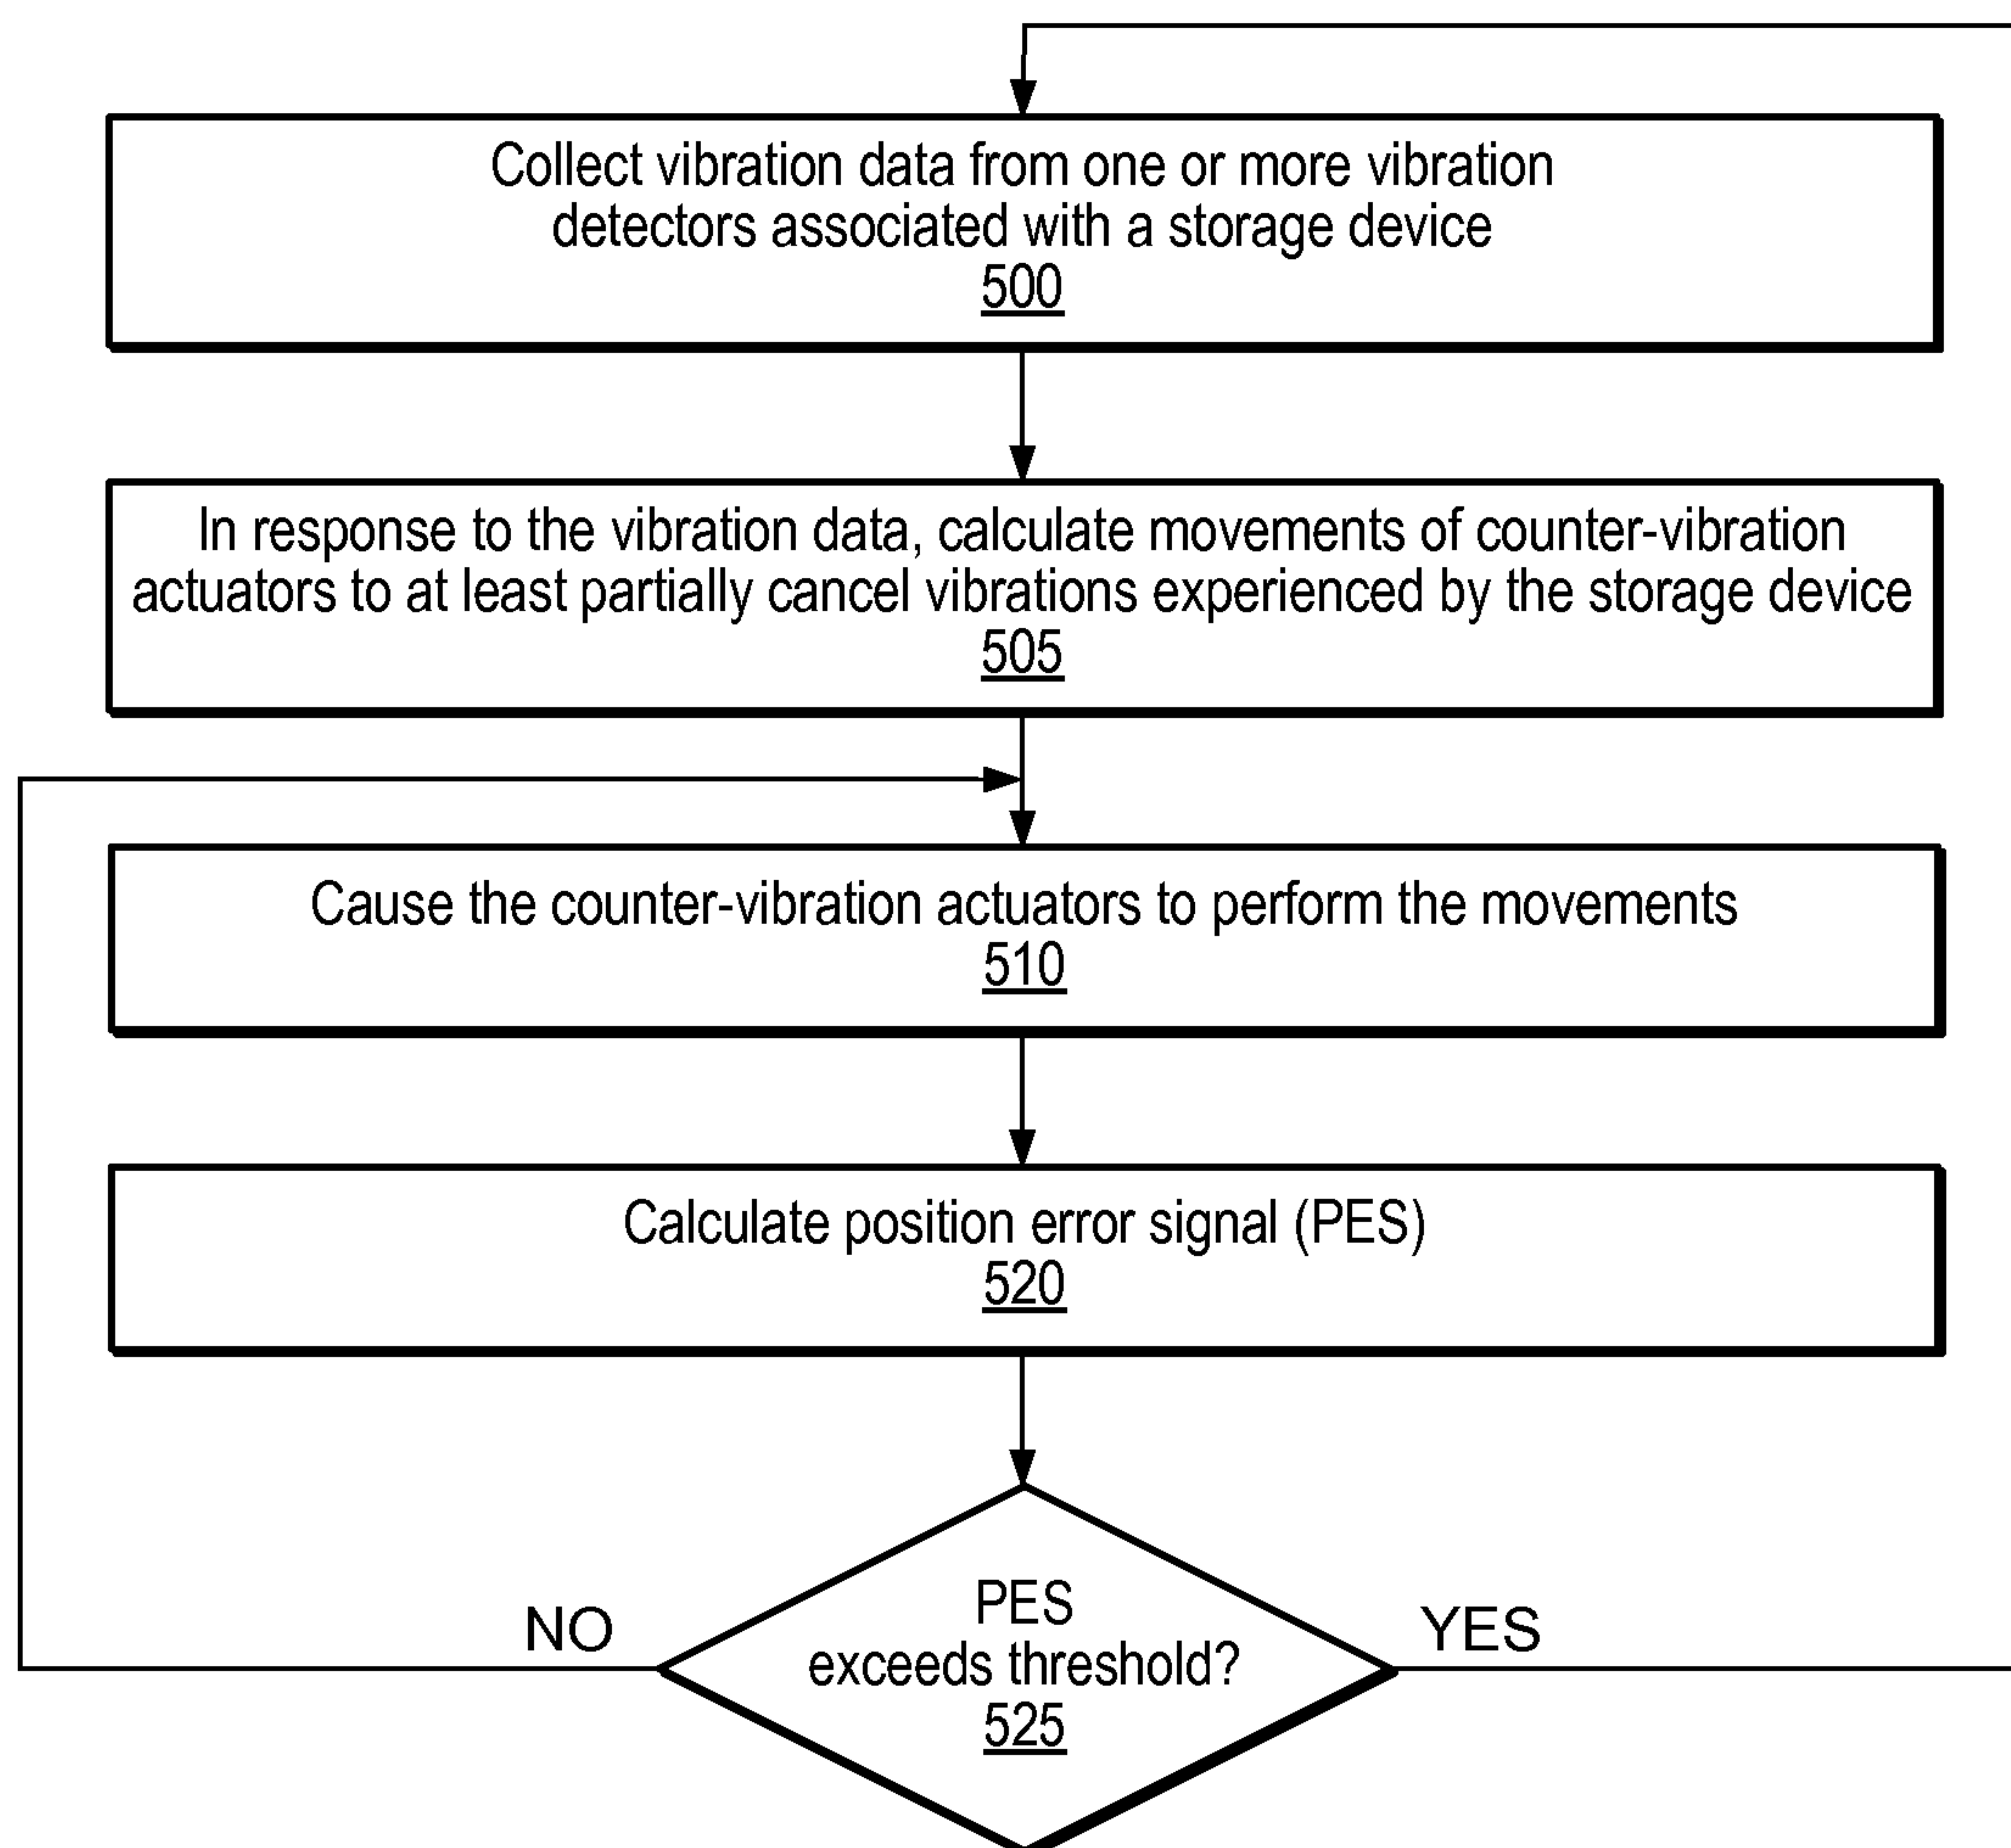 Collect vibration data from one or more vibration
detectors associated with a storage device
500
In response to the vibration data, calculate movements of counter-vibration
actuators to at least partially cancel vibrations experienced by the storage device
505
Cause the counter-vibration actuators to perform the movements
510
Calculate position error signal (PES)
520
PES
exceeds threshold?
525
NO
YES